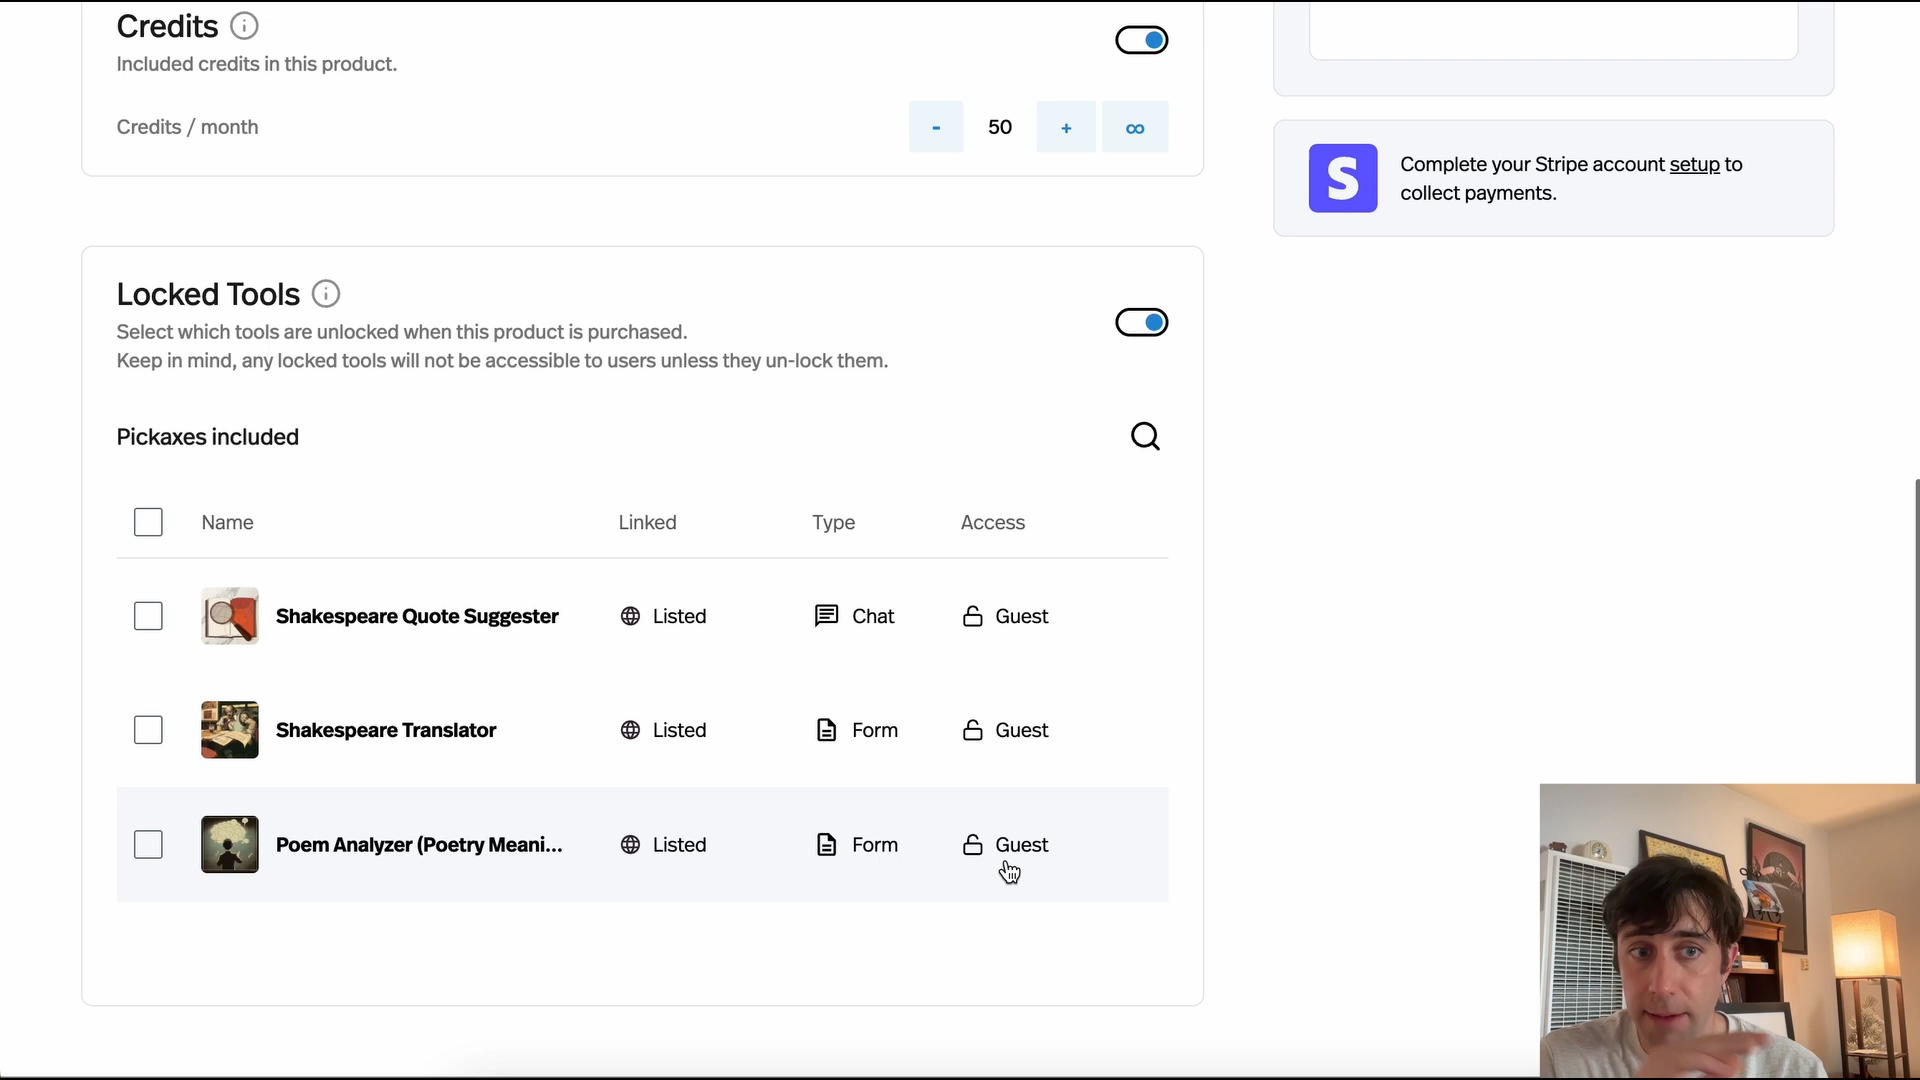 Credits
Included credits in this product.
Credits / month
- 50 + ∞
S
Complete your Stripe account setup to
collect payments.
Locked Tools
Select which tools are unlocked when this product is purchased.
Keep in mind, any locked tools will not be accessible to users unless they un-lock them.
Pickaxes included
Name Linked Type Access
Shakespeare Quote Suggester Listed Chat Guest
Shakespeare Translator Listed Form Guest
Poem Analyzer (Poetry Meani... Listed Form Guest